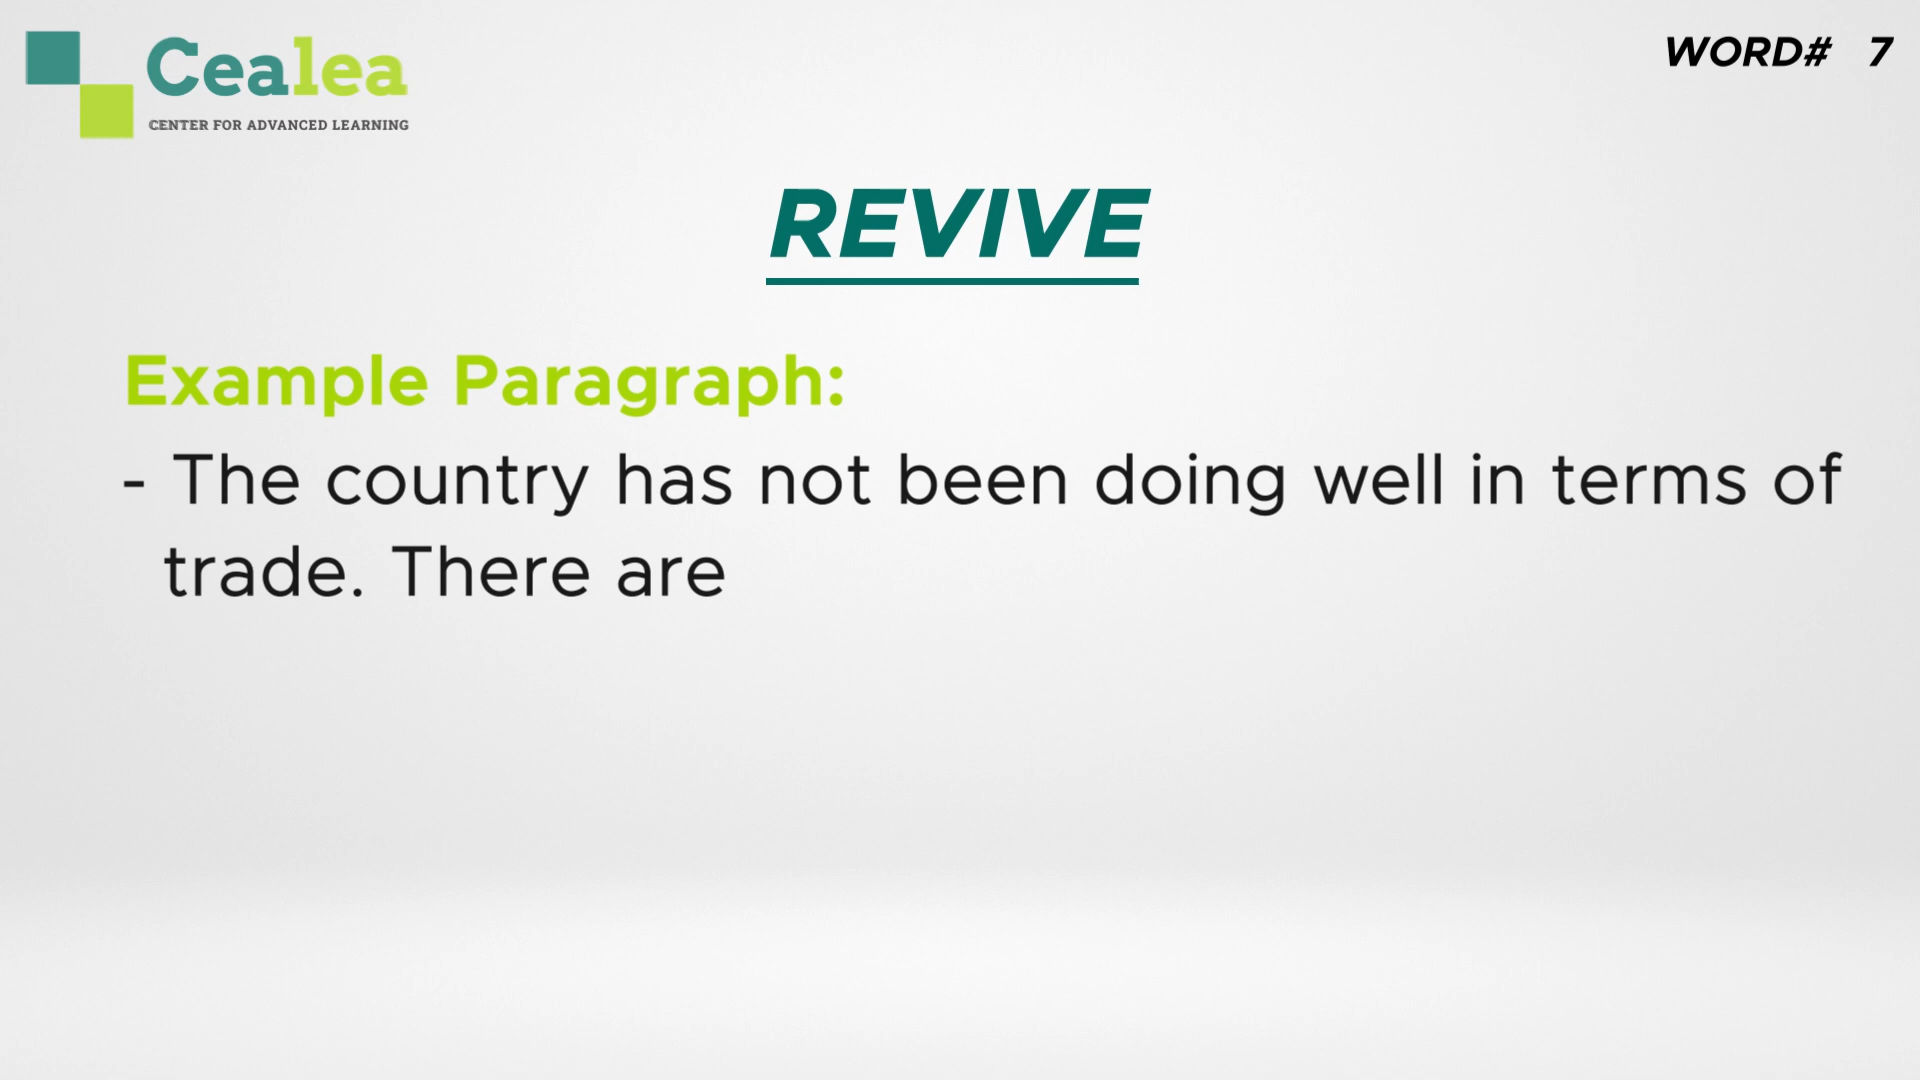 Cealea
CENTER FOR ADVANCED LEARNING
WORD# 7
REVIVE
Example Paragraph:
- The country has not been doing well in terms of
trade. There are